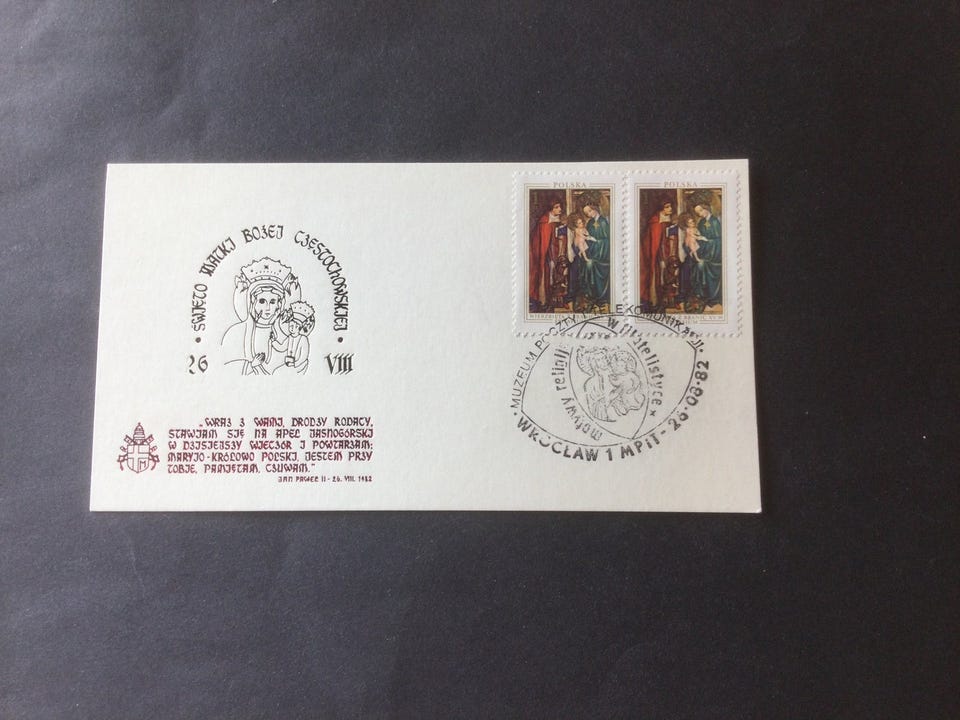 • ŚWIĘTO MATKI BOŻEJ CZĘSTOCHOWSKIEJ •
26 VIII
„WRAZ Z WAMI, DRODZY RODACY,
STAWIAM SIĘ NA APEL JASNOGÓRSKI
W DZISIEJSZY WIECZÓR I POWTARZAM:
MARYJO - KRÓLOWO POLSKI, JESTEM PRZY
TOBIE, PAMIĘTAM, CZUWAM."
JAN PAWEŁ II - 26. VIII. 1982
POLSKA
POLSKA
• MUZEUM POCZTY I TELEKOMUNIKACJI •
motywy religijne w filatelistyce
WROCŁAW 1 MPiT - 26-08-82